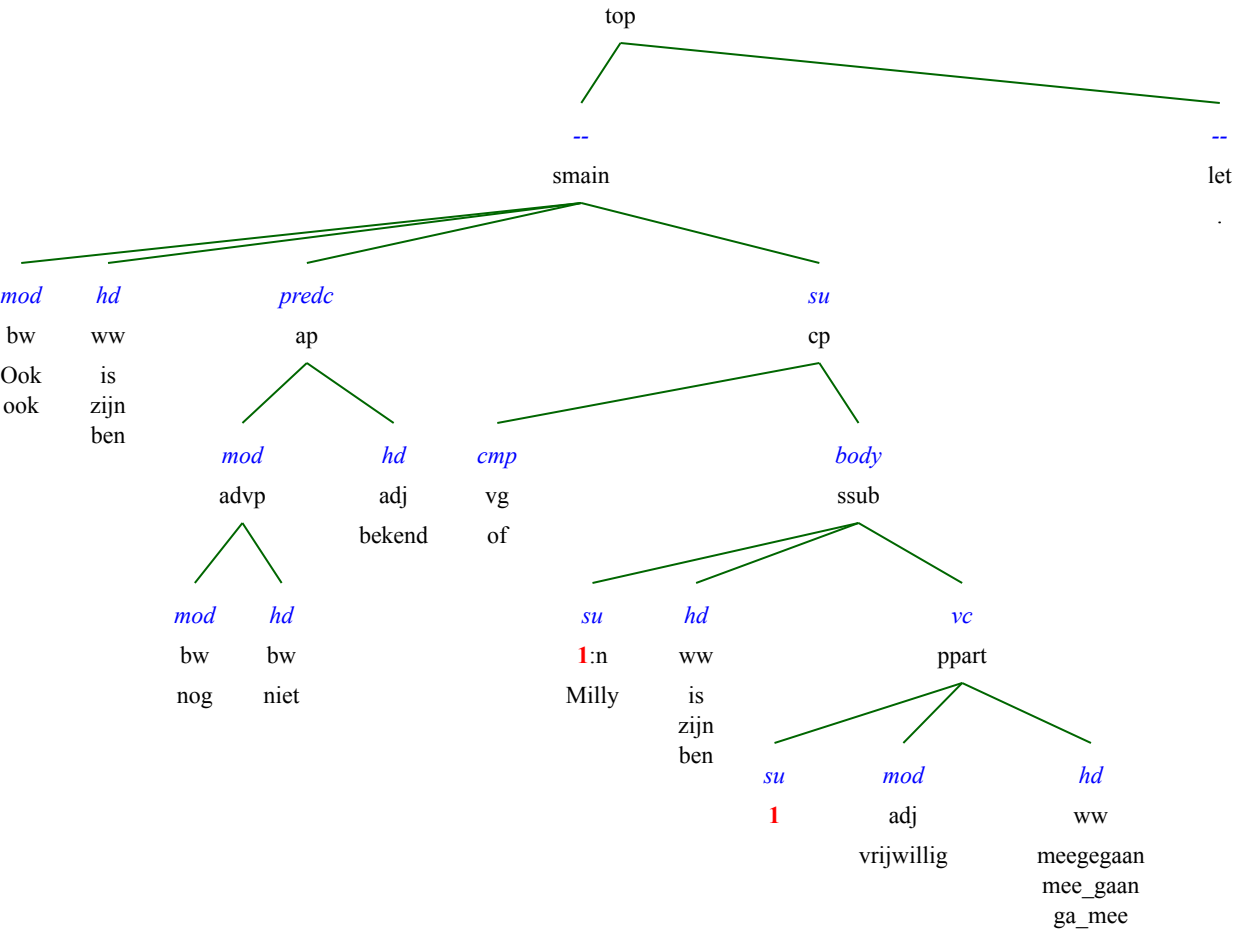 top
-- --
smain let
.
mod hd predc su
bw ww ap cp
Ook is
ook zijn
ben
mod hd cmp body
advp adj vg ssub
bekend of
mod hd su hd vc
bw bw 1:n ww ppart
nog niet Milly is
zijn
ben
su mod hd
1 adj ww
vrijwillig meegegaan
mee_gaan
ga_mee